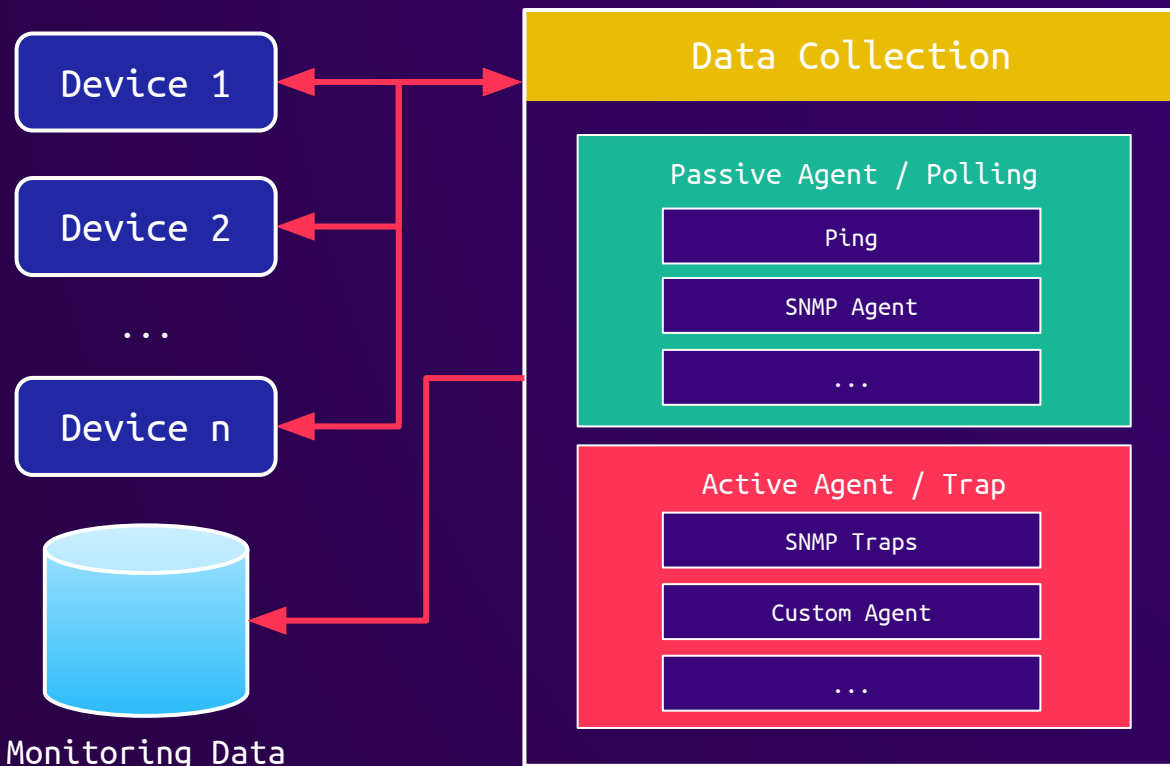 Device 1
Device 2
...
Device n
Monitoring Data
Data Collection
Passive Agent / Polling
Ping
SNMP Agent
...
Active Agent / Trap
SNMP Traps
Custom Agent
...